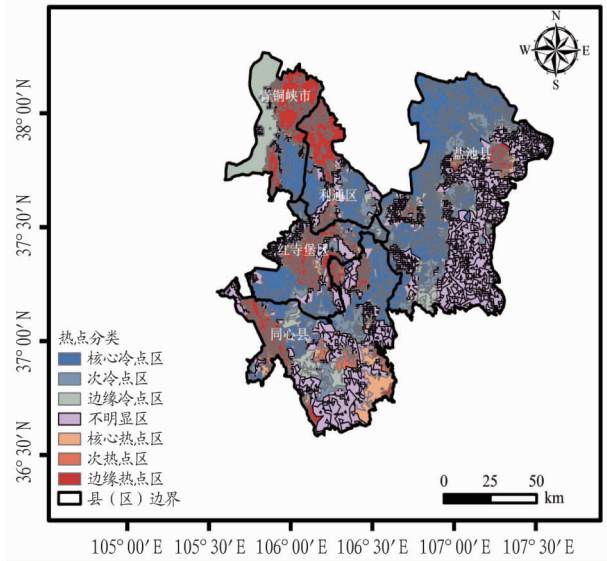 N
W E
S
38° 00′ N
37° 30′ N
37° 00′ N
36° 30′ N
青铜峡市
盐池县
利通区
红寺堡区
同心县
热点分类
核心冷点区
次冷点区
边缘冷点区
不明显区
核心热点区
次热点区
边缘热点区
县（区）边界
0 25 50
km
105° 00′ E 105° 30′ E 106° 00′ E 106° 30′ E 107° 00′ E 107° 30′ E